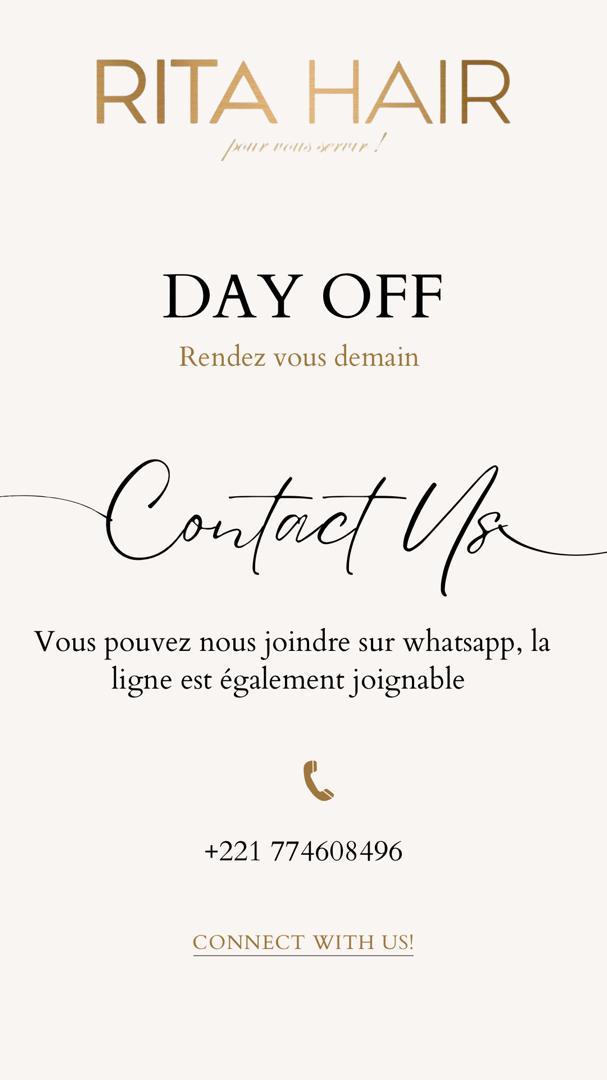 RITA HAIR
pour vous servir !
DAY OFF
Rendez vous demain
Contact Us
Vous pouvez nous joindre sur whatsapp, la
ligne est également joignable
+221 774608496
CONNECT WITH US!